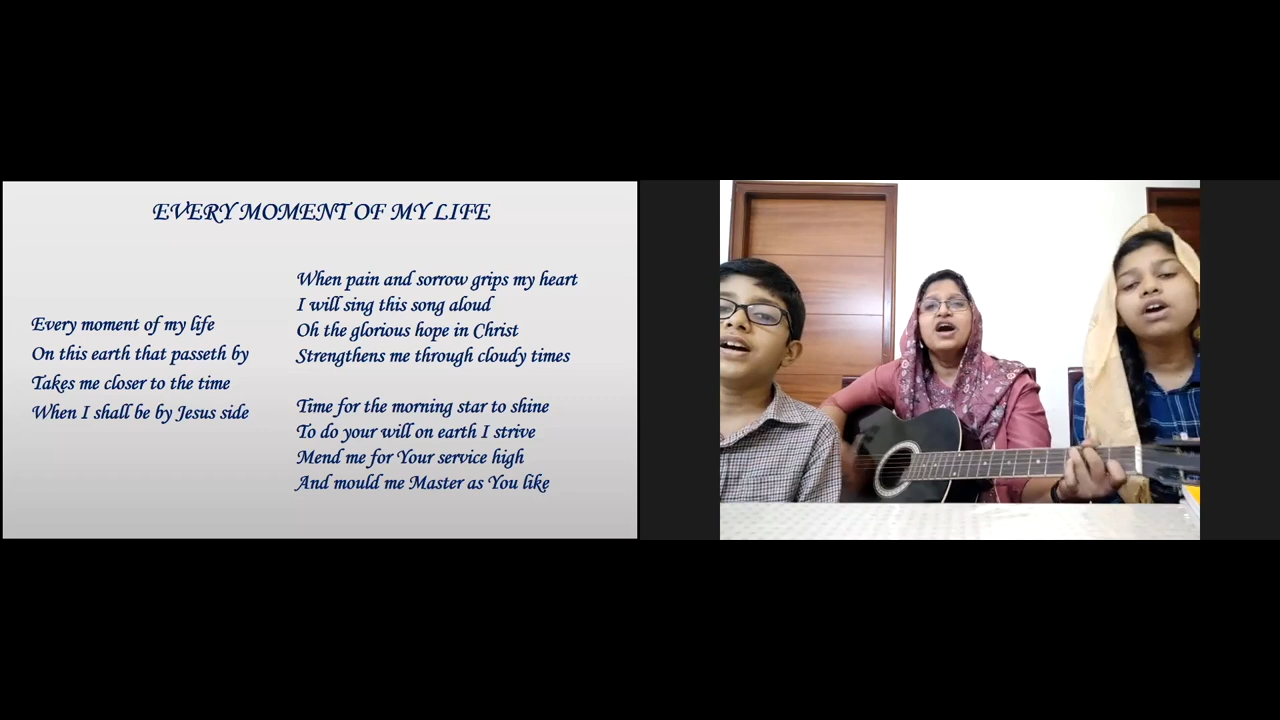 EVERY MOMENT OF MY LIFE
Every moment of my life
On this earth that passeth by
Takes me closer to the time
When I shall be by Jesus side
When pain and sorrow grips my heart
I will sing this song aloud
Oh the glorious hope in Christ
Strengthens me through cloudy times
Time for the morning star to shine
To do your will on earth I strive
Mend me for Your service high
And mould me Master as You like